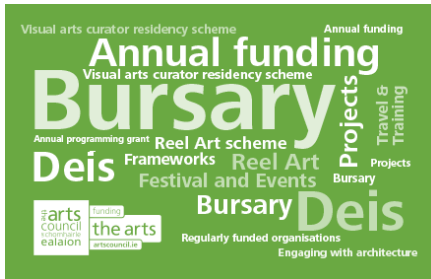 Visual arts curator residency scheme
Annual funding
Annual funding
Visual arts curator residency scheme
Bursary
Projects
Travel &
Training
Annual programming grant
Reel Art scheme
Deis
Frameworks
Reel Art
Projects
Festival and Events
Bursary
Bursary
Deis
the
arts
council
chomhairle
ealaíon
funding
the arts
artscouncil.ie
Regularly funded organisations
Engaging with architecture